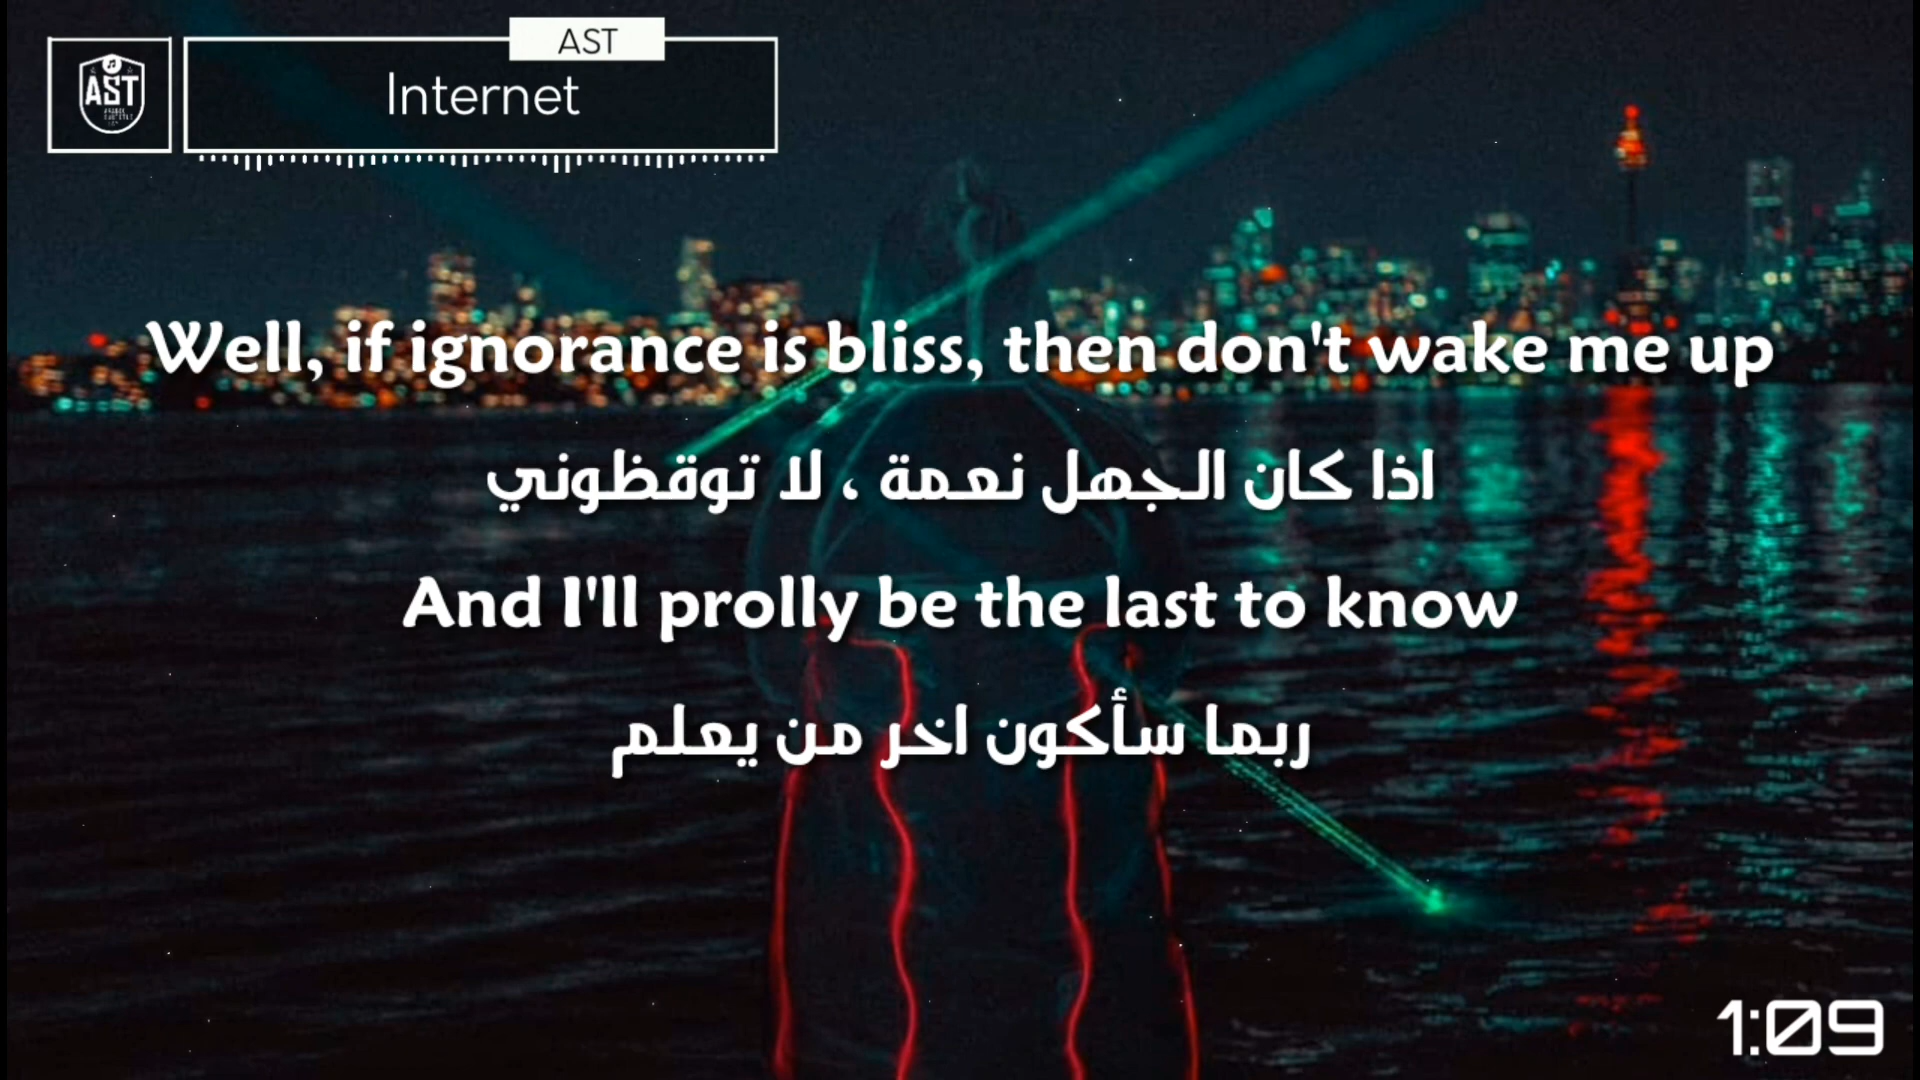 AST
AST
Internet
Well, if ignorance is bliss, then don't wake me up
اذا كان الجهل نعمة ، لا توقظوني
And I'll prolly be the last to know
ربما سأكون اخر من يعلم
1:09